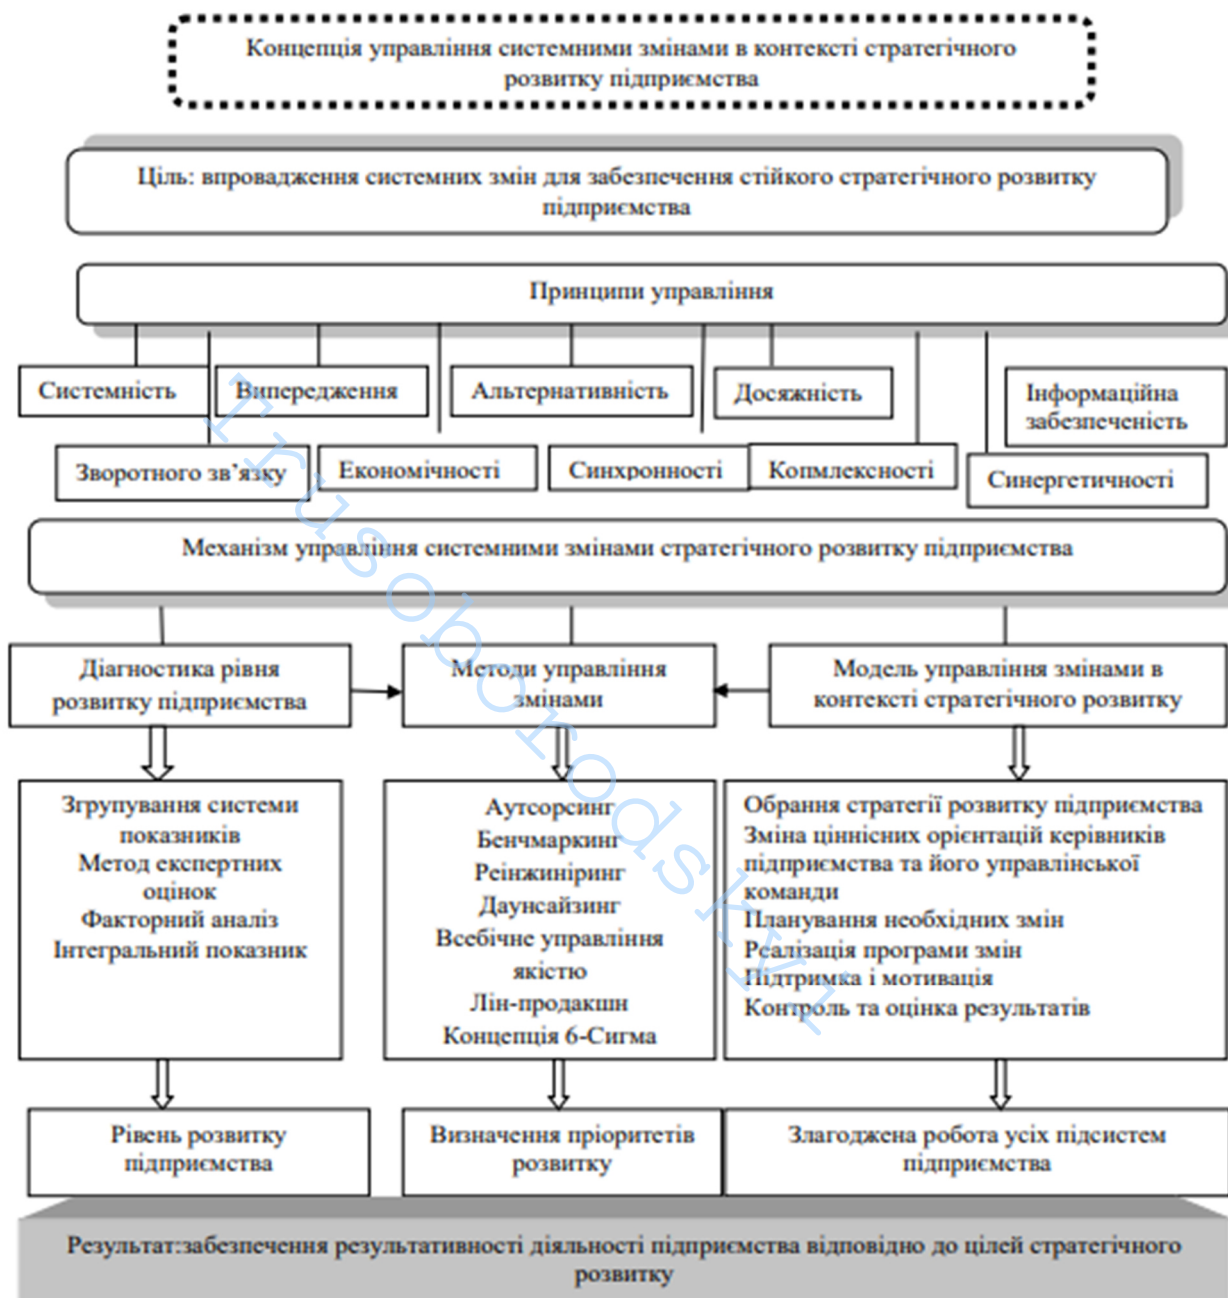 Концепція управління системними змінами в контексті стратегічного
розвитку підприємства
Ціль: впровадження системних змін для забезпечення стійкого стратегічного розвитку
підприємства
Принципи управління
Системність
Випередження
Альтернативність
Досяжність
Інформаційна
забезпеченість
Зворотного зв’язку
Економічності
Синхронності
Копмлексності
Синергетичності
Механізм управління системними змінами стратегічного розвитку підприємства
Діагностика рівня
розвитку підприємства
Методи управління
змінами
Модель управління змінами в
контексті стратегічного розвитку
Згрупування системи
показників
Метод експертних
оцінок
Факторний аналіз
Інтегральний показник
Аутсорсинг
Бенчмаркинг
Реінжиніринг
Даунсайзинг
Всебічне управління
якістю
Лін-продакшн
Концепція 6-Сигма
Обрання стратегії розвитку підприємства
Зміна ціннісних орієнтацій керівників
підприємства та його управлінської
команди
Планування необхідних змін
Реалізація програми змін
Підтримка і мотивація
Контроль та оцінка результатів
Рівень розвитку
підприємства
Визначення пріоритетів
розвитку
Злагоджена робота усіх підсистем
підприємства
Результат:забезпечення результативності діяльності підприємства відповідно до цілей стратегічного
розвитку
Trusoborodskyi